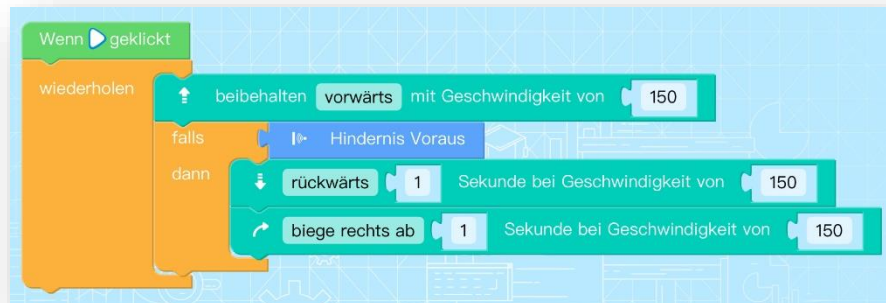 Wenn geklickt
wiederholen
beibehalten vorwärts mit Geschwindigkeit von 150
falls Hindernis Voraus
dann
rückwärts 1 Sekunde bei Geschwindigkeit von 150
biege rechts ab 1 Sekunde bei Geschwindigkeit von 150